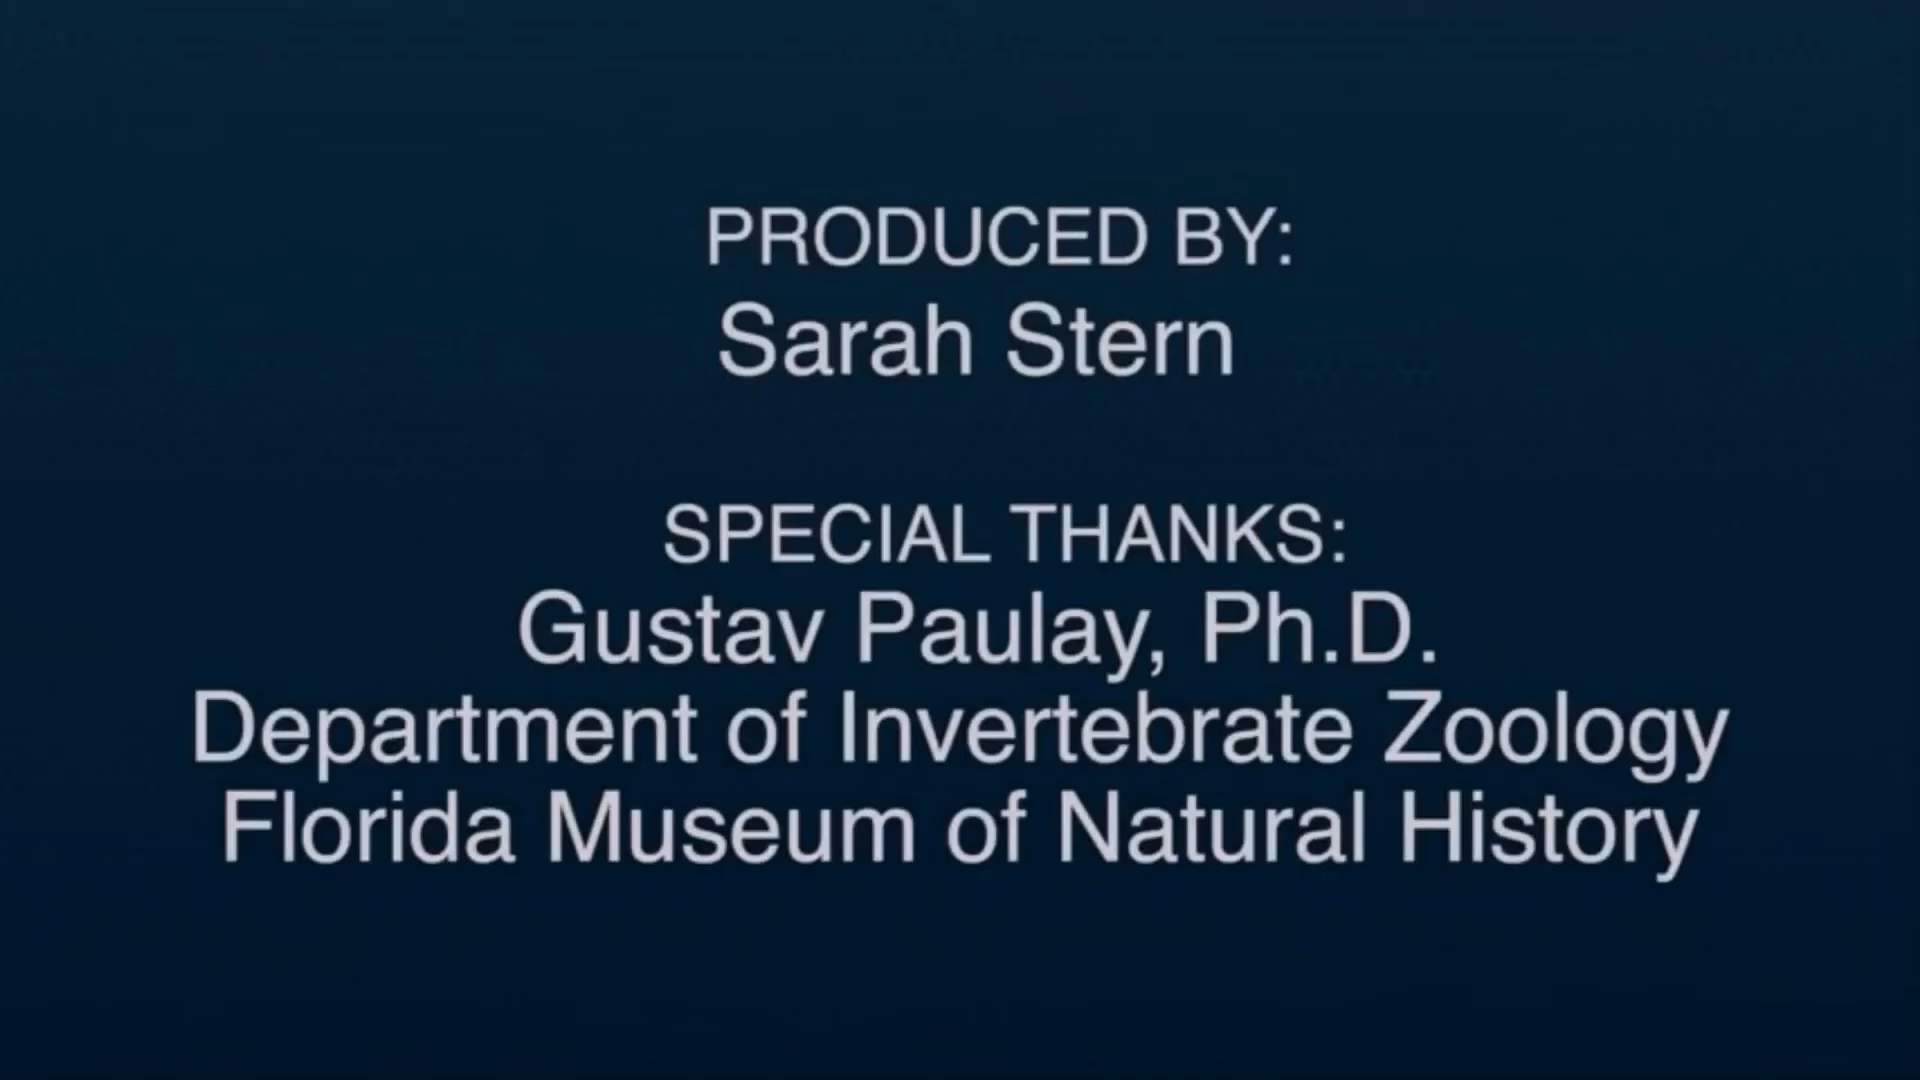 PRODUCED BY:
Sarah Stern
SPECIAL THANKS:
Gustav Paulay, Ph.D.
Department of Invertebrate Zoology
Florida Museum of Natural History